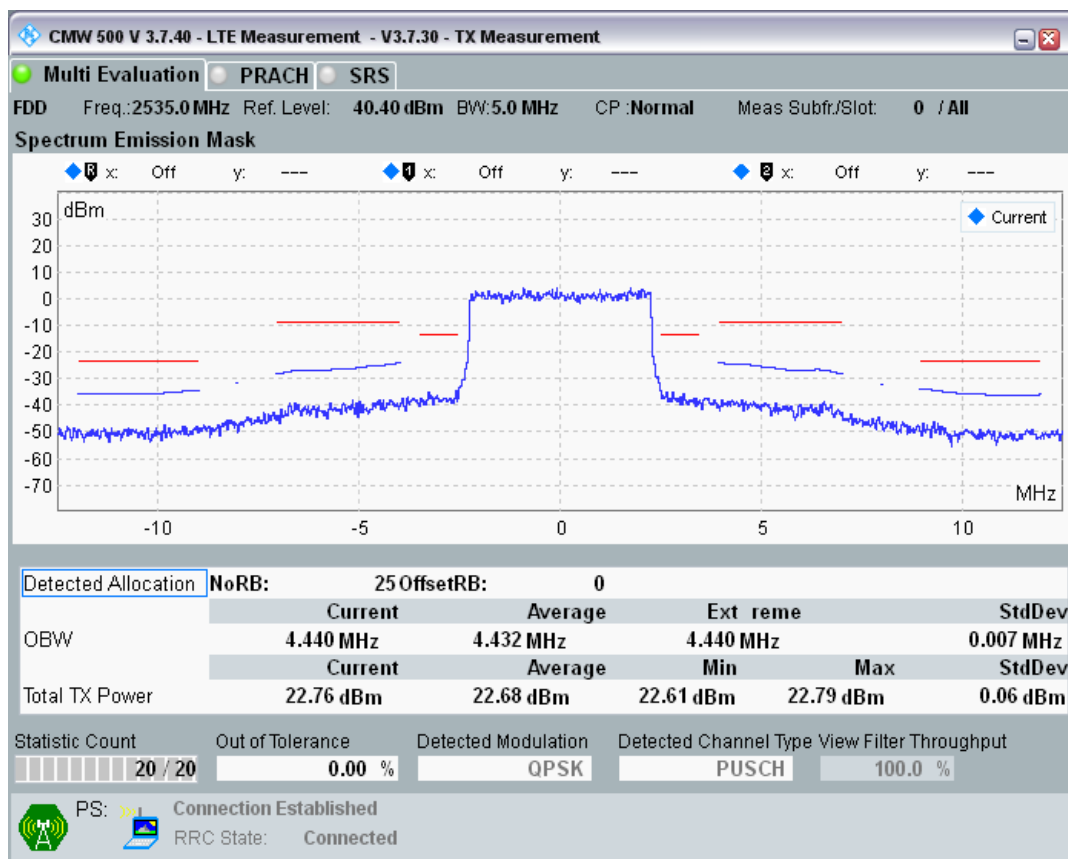 CMW 500 V 3.7.40 - LTE Measurement - V3.7.30 - TX Measurement
Multi Evaluation PRACH SRS
FDD Freq.:2535.0 MHz Ref. Level: 40.40 dBm BW:5.0 MHz CP :Normal Meas Subfr./Slot: 0 / All
Spectrum Emission Mask
R x: Off y: --- 1 x: Off y: --- 2 x: Off y: ---
dBm
Current
30
20
10
0
-10
-20
-30
-40
-50
-60
-70
MHz
-10 -5 0 5 10
Detected Allocation NoRB: 25 OffsetRB: 0
Current Average Ext reme StdDev
OBW 4.440 MHz 4.432 MHz 4.440 MHz 0.007 MHz
Current Average Min Max StdDev
Total TX Power 22.76 dBm 22.68 dBm 22.61 dBm 22.79 dBm 0.06 dBm
Statistic Count Out of Tolerance Detected Modulation Detected Channel Type View Filter Throughput
20 / 20 0.00 % QPSK PUSCH 100.0 %
PS: Connection Established
RRC State: Connected